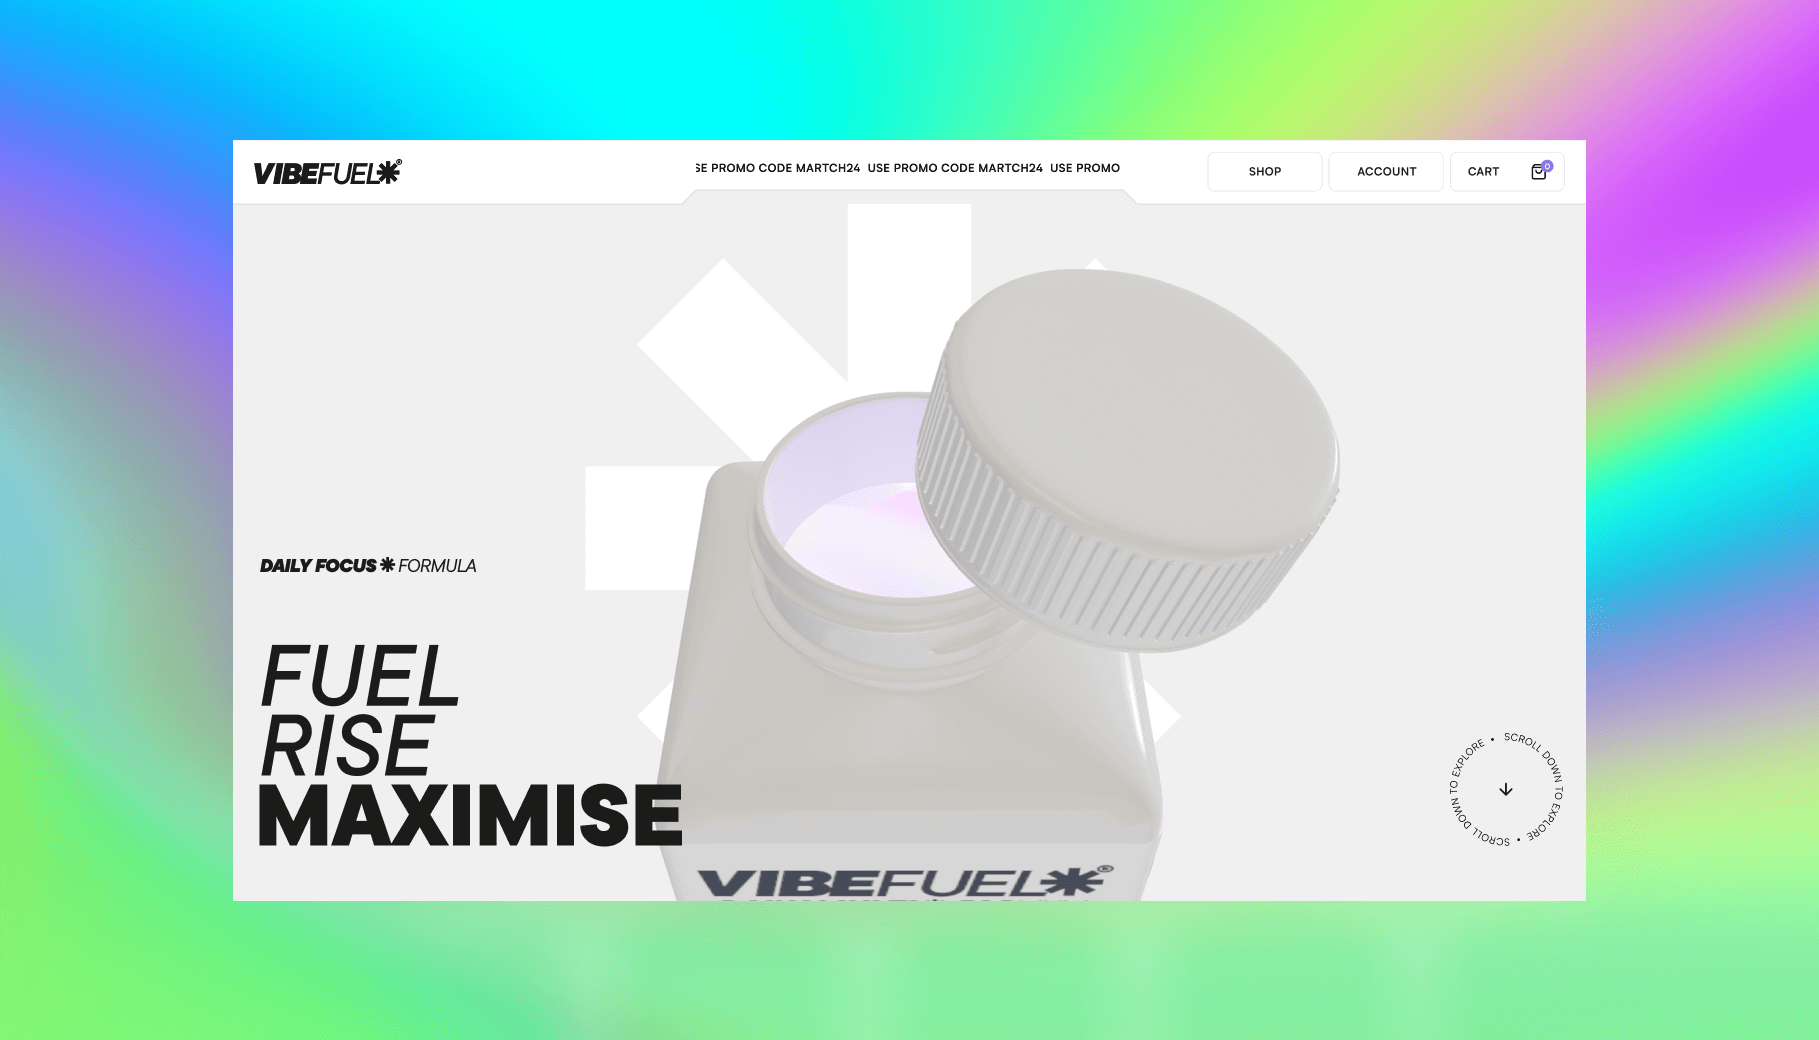 VIBEFUEL®
SE PROMO CODE MARTCH24 USE PROMO CODE MARTCH24 USE PROMO
SHOP
ACCOUNT
CART
0
DAILY FOCUS * FORMULA
FUEL
RISE
MAXIMISE
SCROLL DOWN TO EXPLORE • SCROLL DOWN TO EXPLORE •
VIBEFUEL®